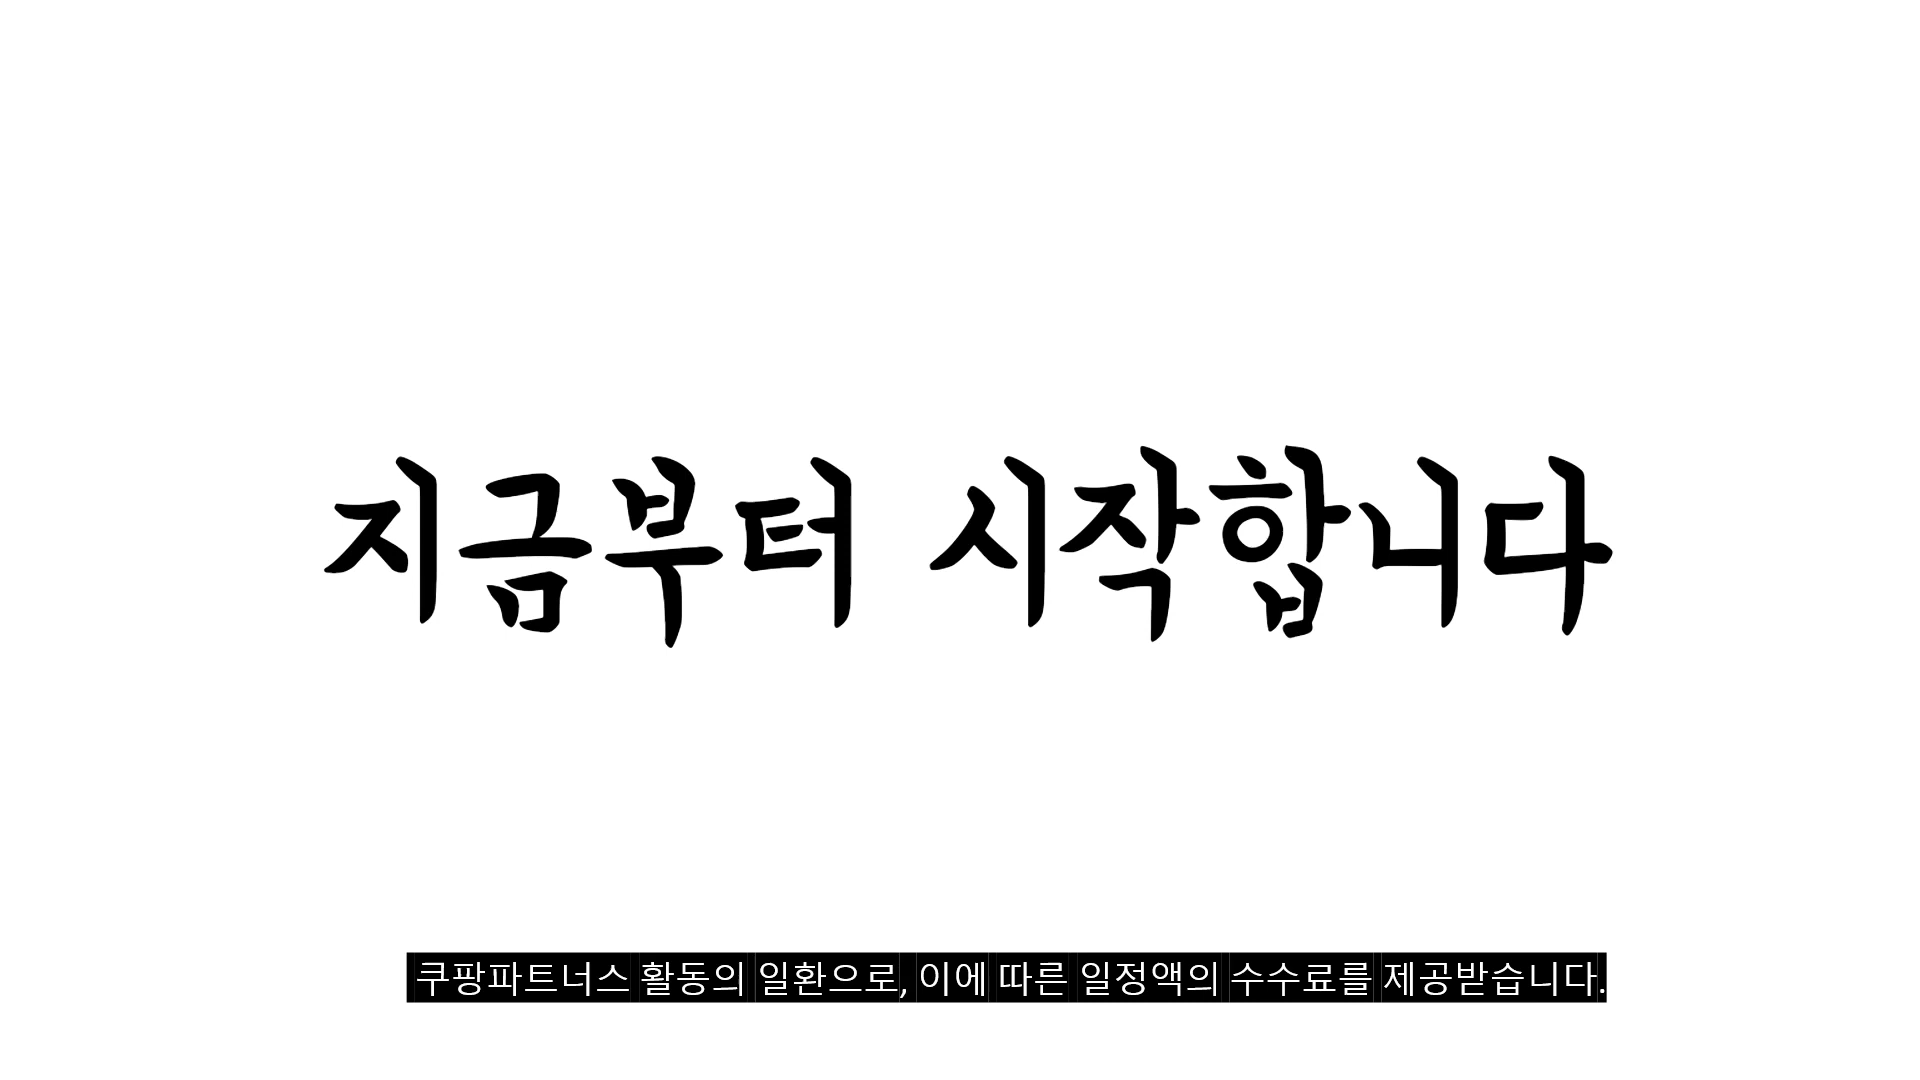 지금부터 시작합니다
쿠팡파트너스 활동의 일환으로, 이에 따른 일정액의 수수료를 제공받습니다.